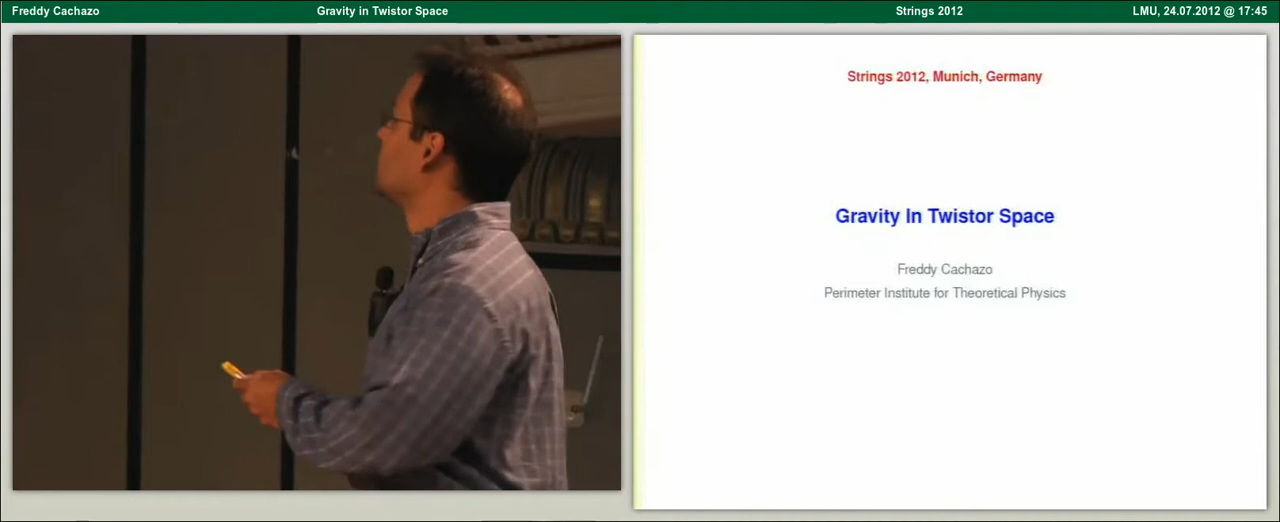 Freddy Cachazo Gravity in Twistor Space Strings 2012 LMU, 24.07.2012 @ 17:45
Strings 2012, Munich, Germany
Gravity In Twistor Space
Freddy Cachazo
Perimeter Institute for Theoretical Physics